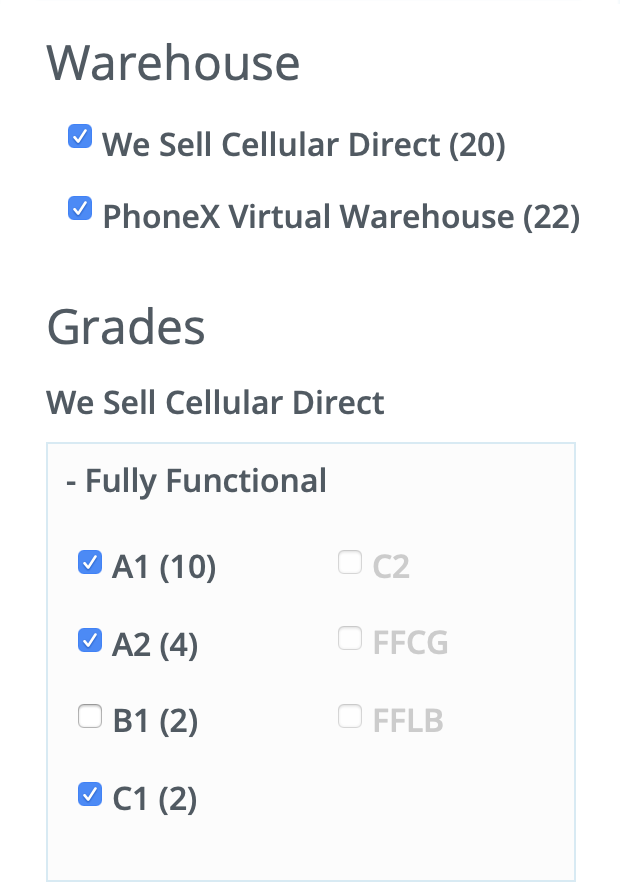 Warehouse
We Sell Cellular Direct (20)
PhoneX Virtual Warehouse (22)
Grades
We Sell Cellular Direct
- Fully Functional
A1 (10)
C2
A2 (4)
FFCG
B1 (2)
FFLB
C1 (2)